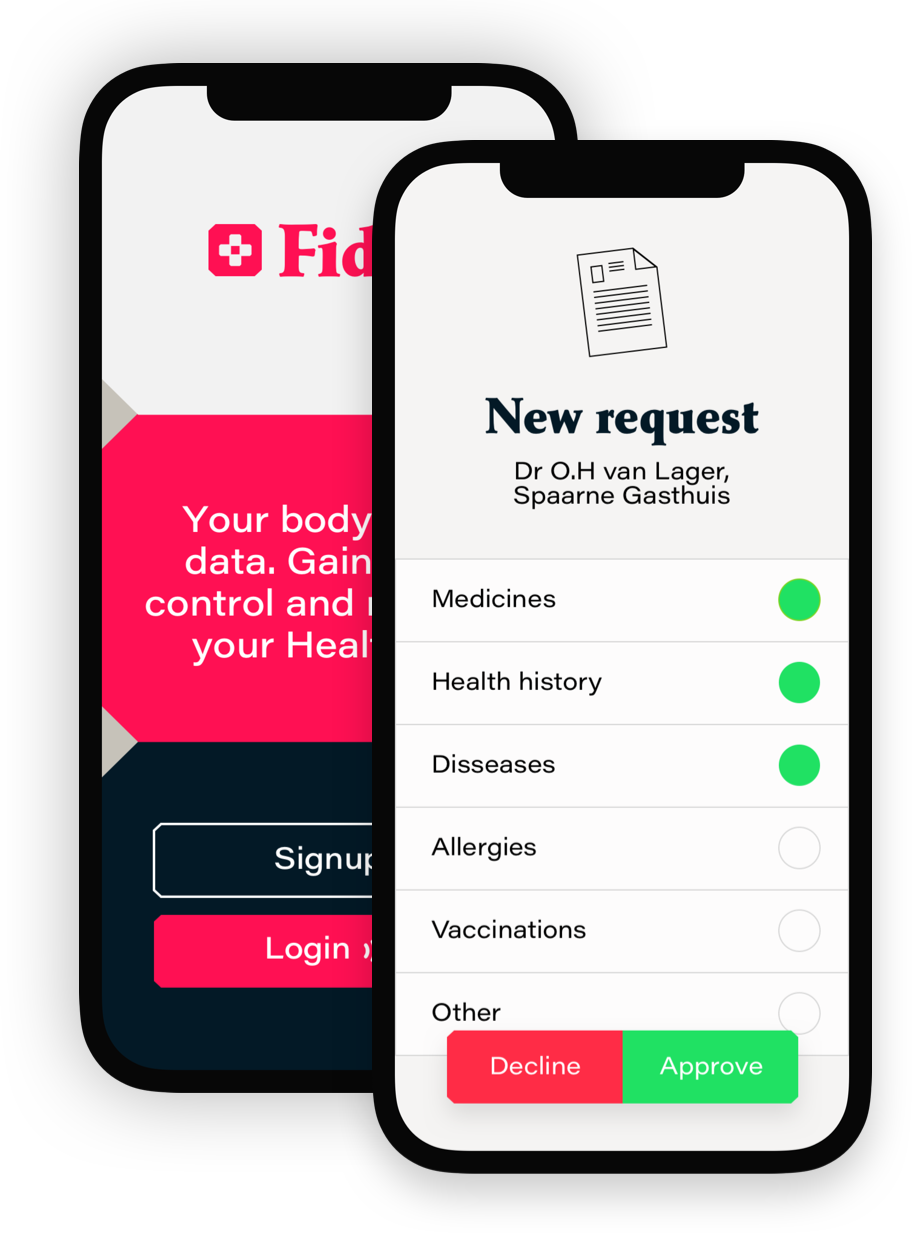 Fid
Your body
data. Gain
control and
your Heal
Signup
Login
New request
Dr O.H van Lager,
Spaarne Gasthuis
Medicines
Health history
Disseases
Allergies
Vaccinations
Other
Decline
Approve